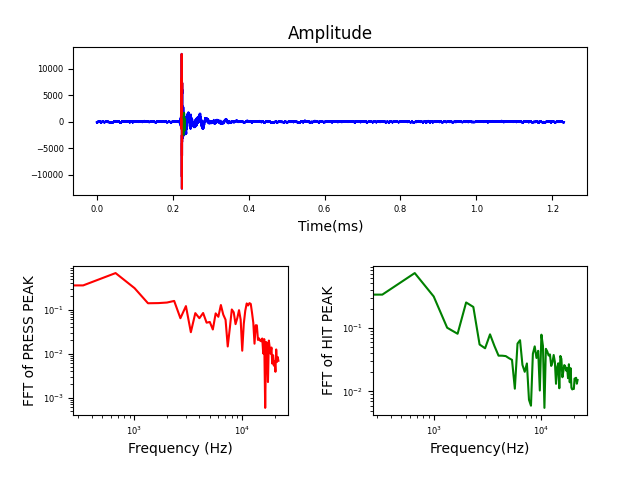 Amplitude
10000
5000
0
−5000
−10000
0.0 0.2 0.4 0.6 0.8 1.0 1.2
Time(ms)
FFT of PRESS PEAK
10⁻¹
10⁻²
10⁻³
10³ 10⁴
Frequency (Hz)
FFT of HIT PEAK
10⁻¹
10⁻²
10³ 10⁴
Frequency(Hz)